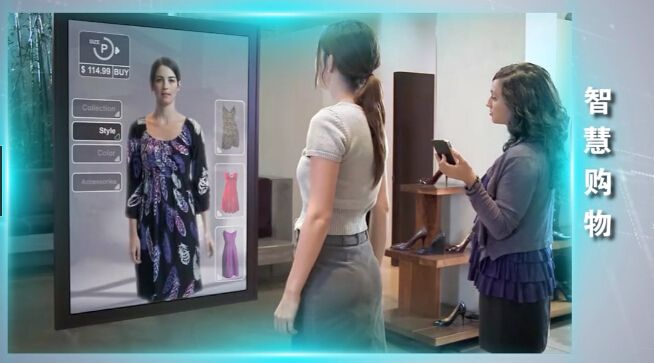 SIZE
P
$ 114.99 BUY
Collection
Style
Color
Accessories
智慧购物